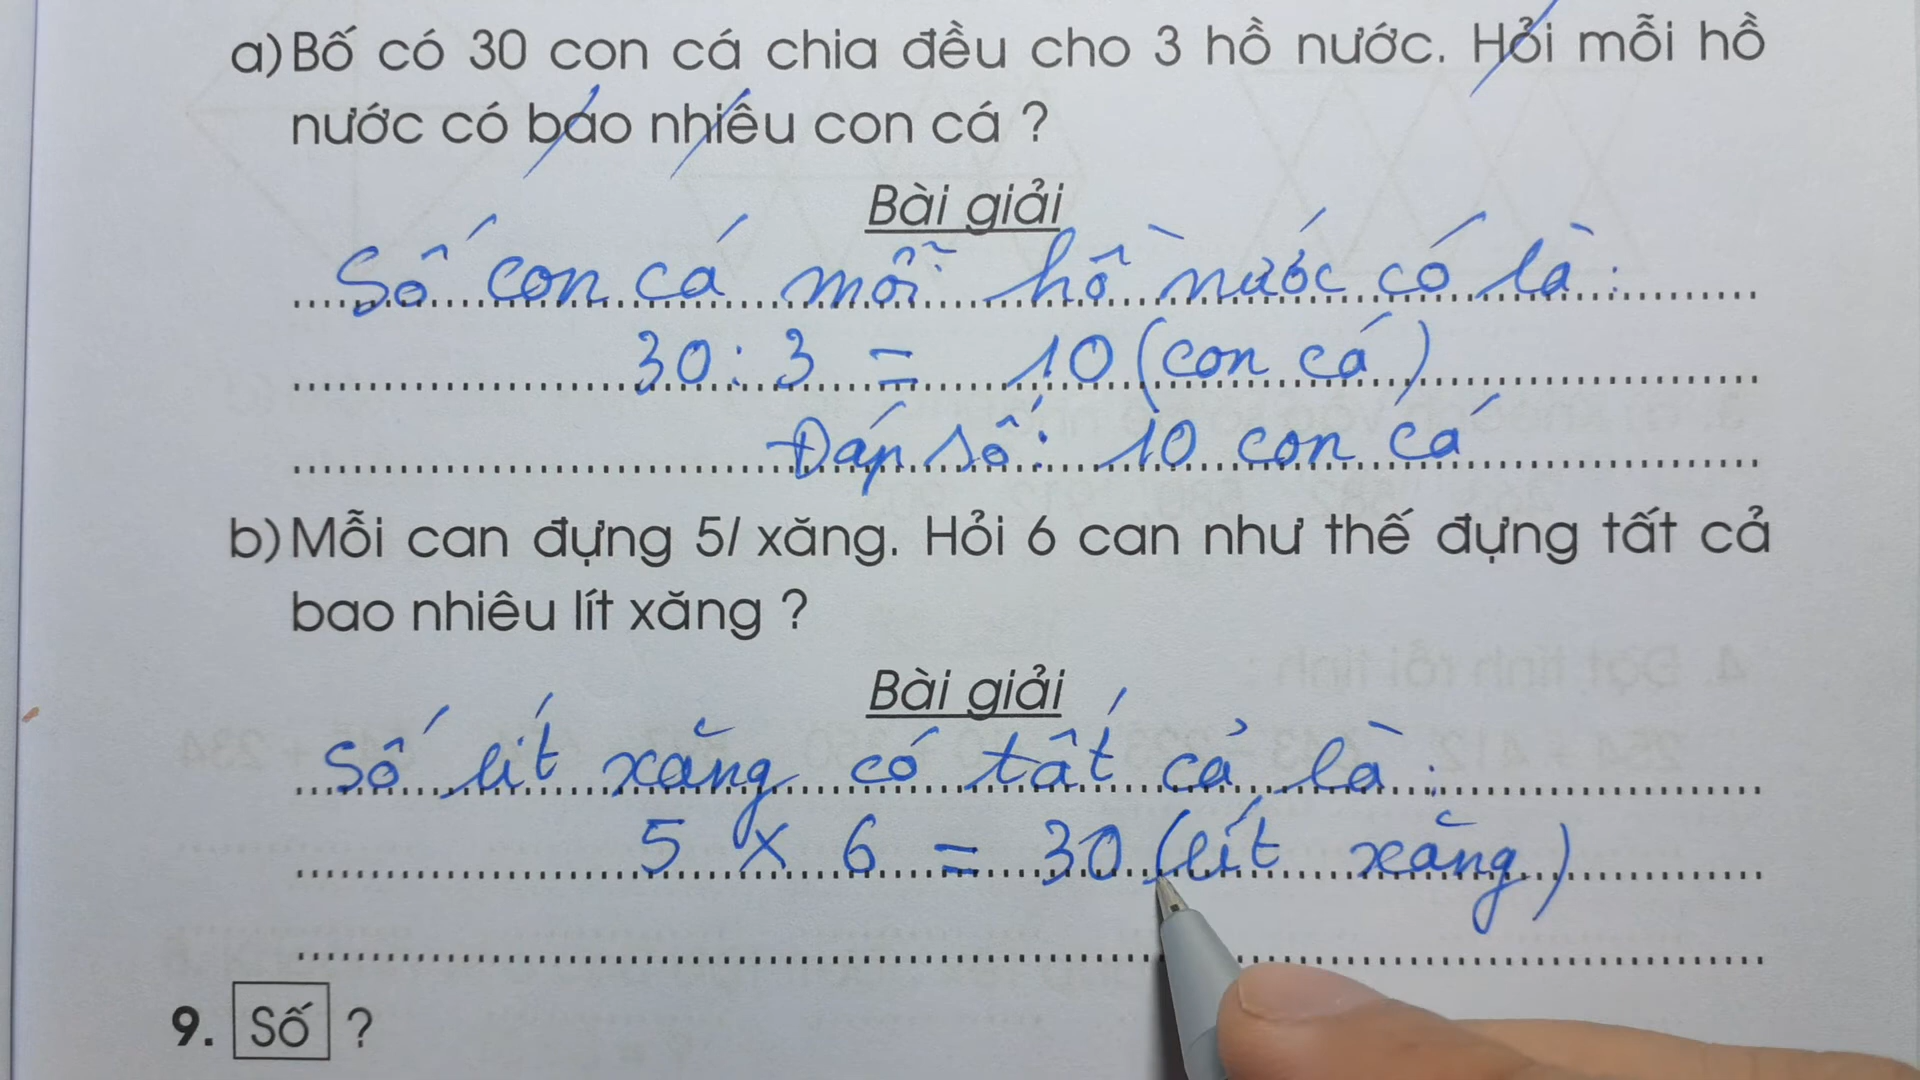 a) Bố có 30 con cá chia đều cho 3 hồ nước. Hỏi mỗi hồ
nước có bao nhiêu con cá ?
Bài giải
Số con cá mỗi hồ nước có là:
30 : 3 = 10 (con cá)
Đáp số: 10 con cá
b) Mỗi can đựng 5l xăng. Hỏi 6 can như thế đựng tất cả
bao nhiêu lít xăng ?
Bài giải
Số lít xăng có tất cả là:
5 x 6 = 30 (lít xăng)
9. Số ?